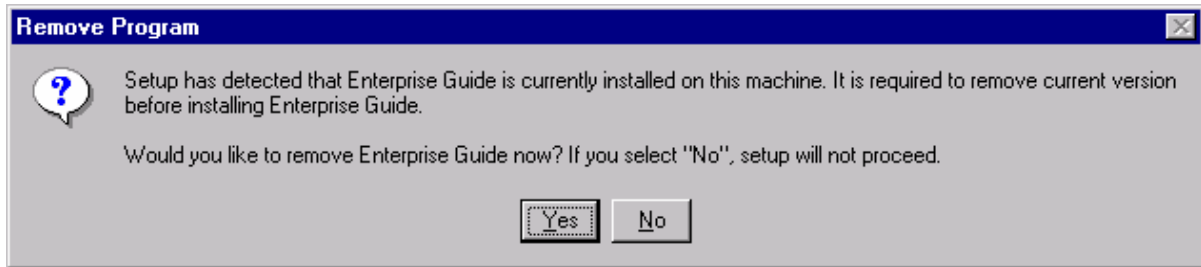 Remove Program
Setup has detected that Enterprise Guide is currently installed on this machine. It is required to remove current version
before installing Enterprise Guide.
Would you like to remove Enterprise Guide now? If you select "No", setup will not proceed.
Yes No